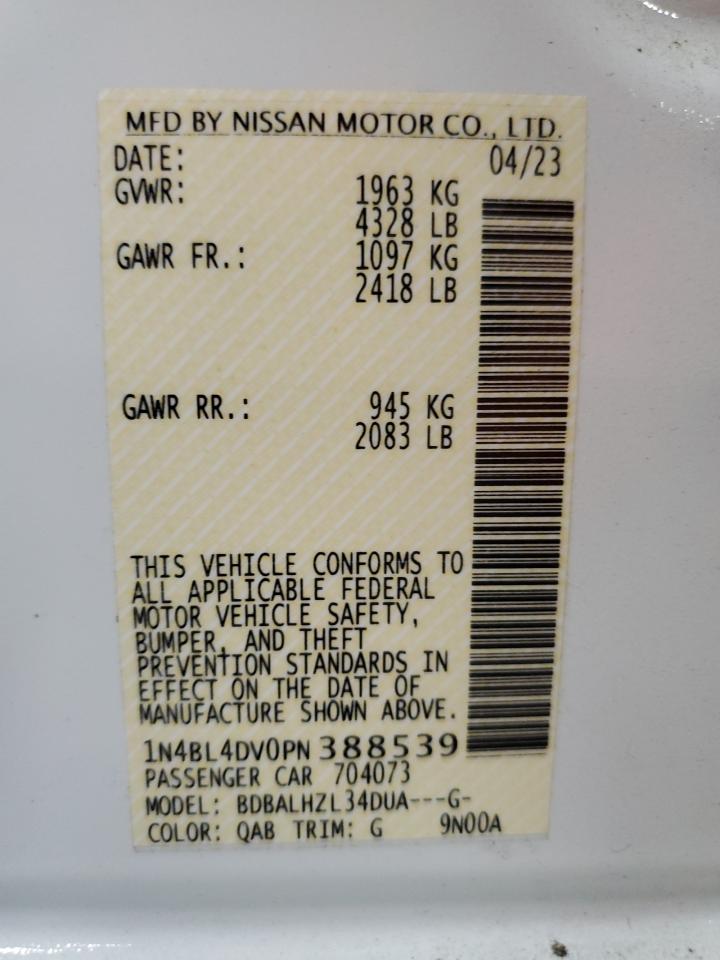 MFD BY NISSAN MOTOR CO., LTD.
DATE: 04/23
GVWR: 1963 KG
4328 LB
GAWR FR.: 1097 KG
2418 LB
GAWR RR.: 945 KG
2083 LB
THIS VEHICLE CONFORMS TO
ALL APPLICABLE FEDERAL
MOTOR VEHICLE SAFETY,
BUMPER, AND THEFT
PREVENTION STANDARDS IN
EFFECT ON THE DATE OF
MANUFACTURE SHOWN ABOVE.
1N4BL4DV0PN 388539
PASSENGER CAR 704073
MODEL: BDBALHZL34DUA---G-
COLOR: QAB TRIM: G 9N00A